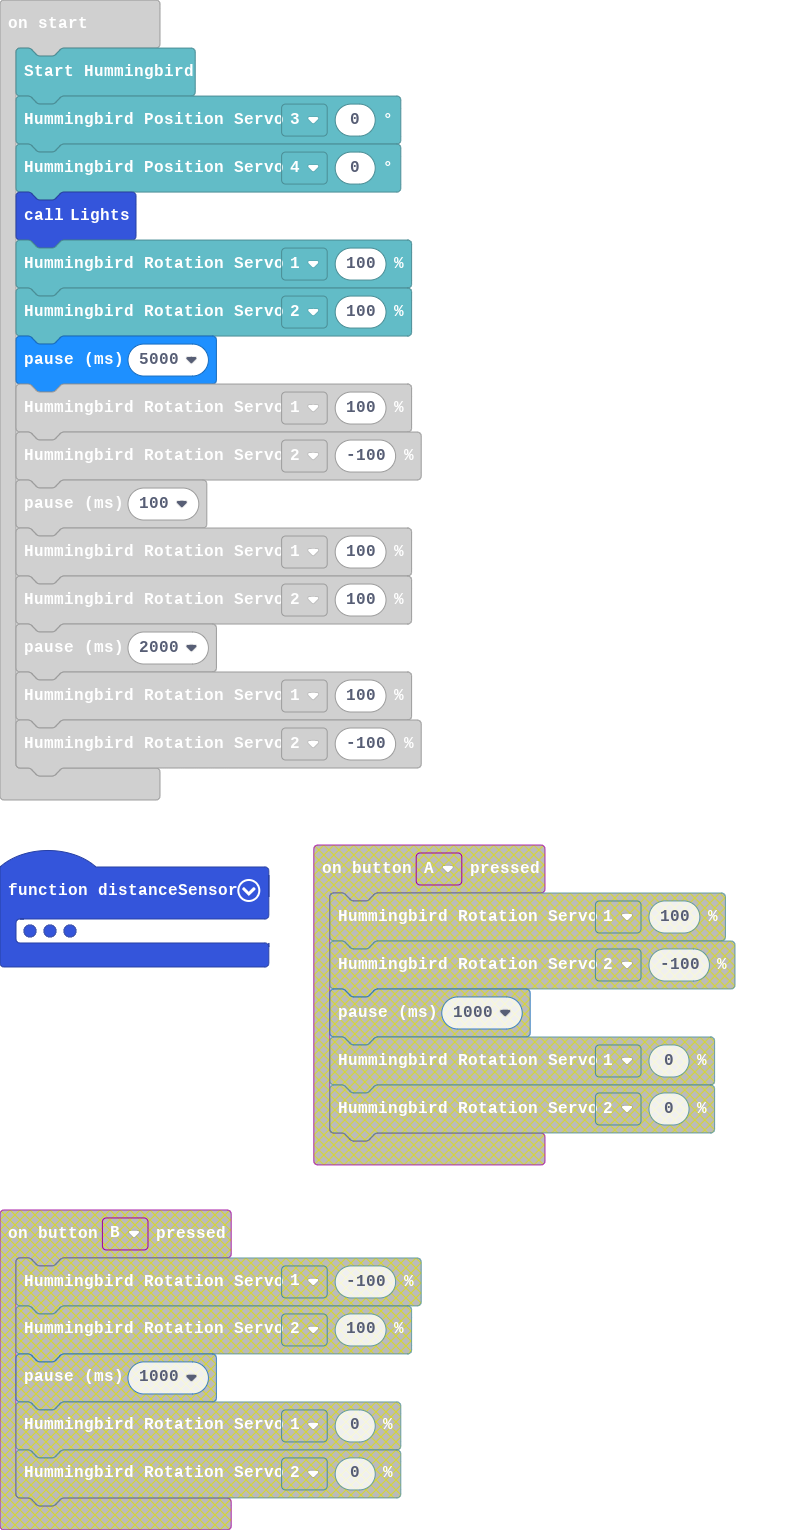 on start
Start Hummingbird
Hummingbird Position Servo 3 0 °
Hummingbird Position Servo 4 0 °
call Lights
Hummingbird Rotation Servo 1 100 %
Hummingbird Rotation Servo 2 100 %
pause (ms) 5000
Hummingbird Rotation Servo 1 100 %
Hummingbird Rotation Servo 2 -100 %
pause (ms) 100
Hummingbird Rotation Servo 1 100 %
Hummingbird Rotation Servo 2 100 %
pause (ms) 2000
Hummingbird Rotation Servo 1 100 %
Hummingbird Rotation Servo 2 -100 %
function distanceSensor
on button A pressed
Hummingbird Rotation Servo 1 100 %
Hummingbird Rotation Servo 2 -100 %
pause (ms) 1000
Hummingbird Rotation Servo 1 0 %
Hummingbird Rotation Servo 2 0 %
on button B pressed
Hummingbird Rotation Servo 1 -100 %
Hummingbird Rotation Servo 2 100 %
pause (ms) 1000
Hummingbird Rotation Servo 1 0 %
Hummingbird Rotation Servo 2 0 %